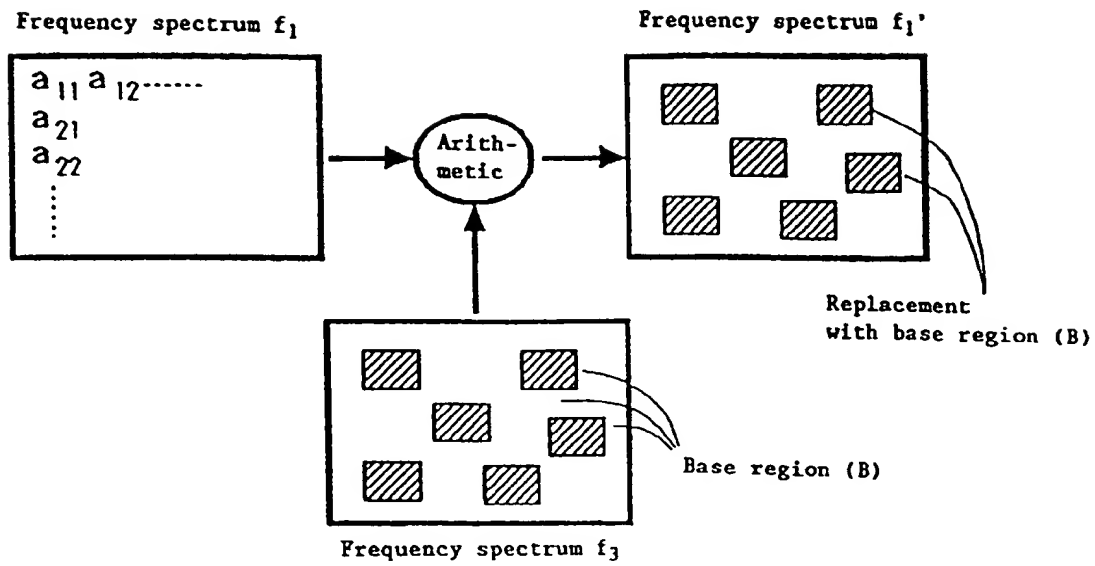 Frequency spectrum f₁
Frequency spectrum f₁'
a₁₁ a₁₂······
a₂₁
a₂₂
Arith-
metic
Replacement
with base region (B)
Base region (B)
Frequency spectrum f₃